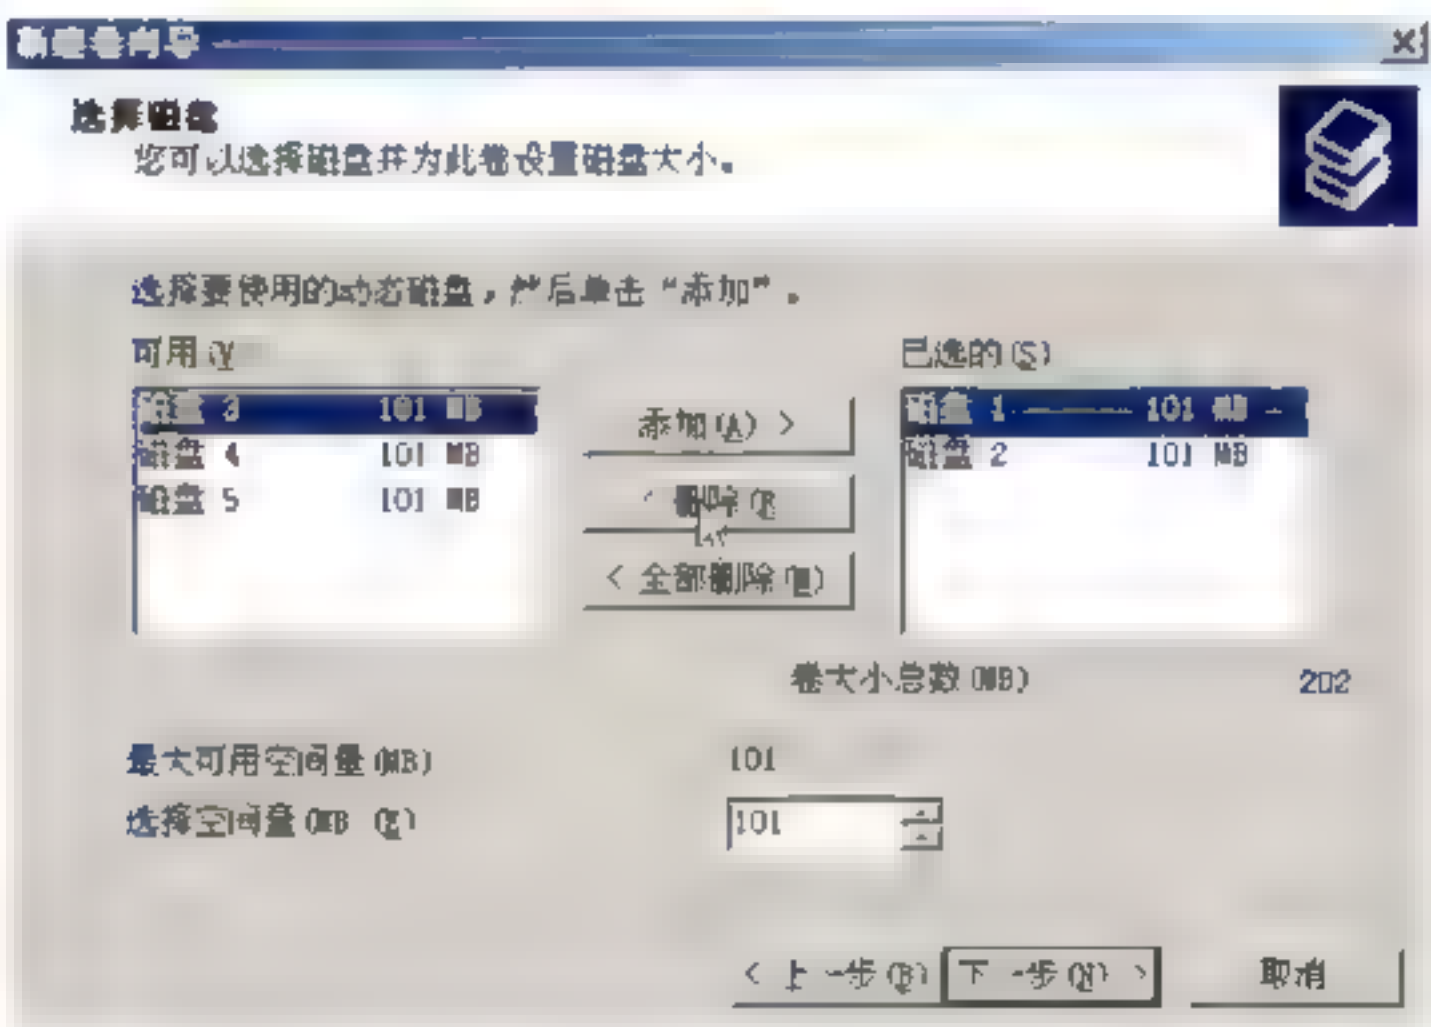 新建卷向导
选择磁盘
您可以选择磁盘并为此卷设置磁盘大小。
选择要使用的动态磁盘，然后单击“添加”。
可用(V 已选的(S)
磁盘 3 101 MB 添加(A) > 磁盘 1 101 MB
磁盘 4 101 MB 磁盘 2 101 MB
磁盘 5 101 MB < 删除(R
< 全部删除(E)
卷大小总数(MB) 202
最大可用空间量(MB) 101
选择空间量(MB (E) 101
< 上一步(B) 下一步(N) > 取消